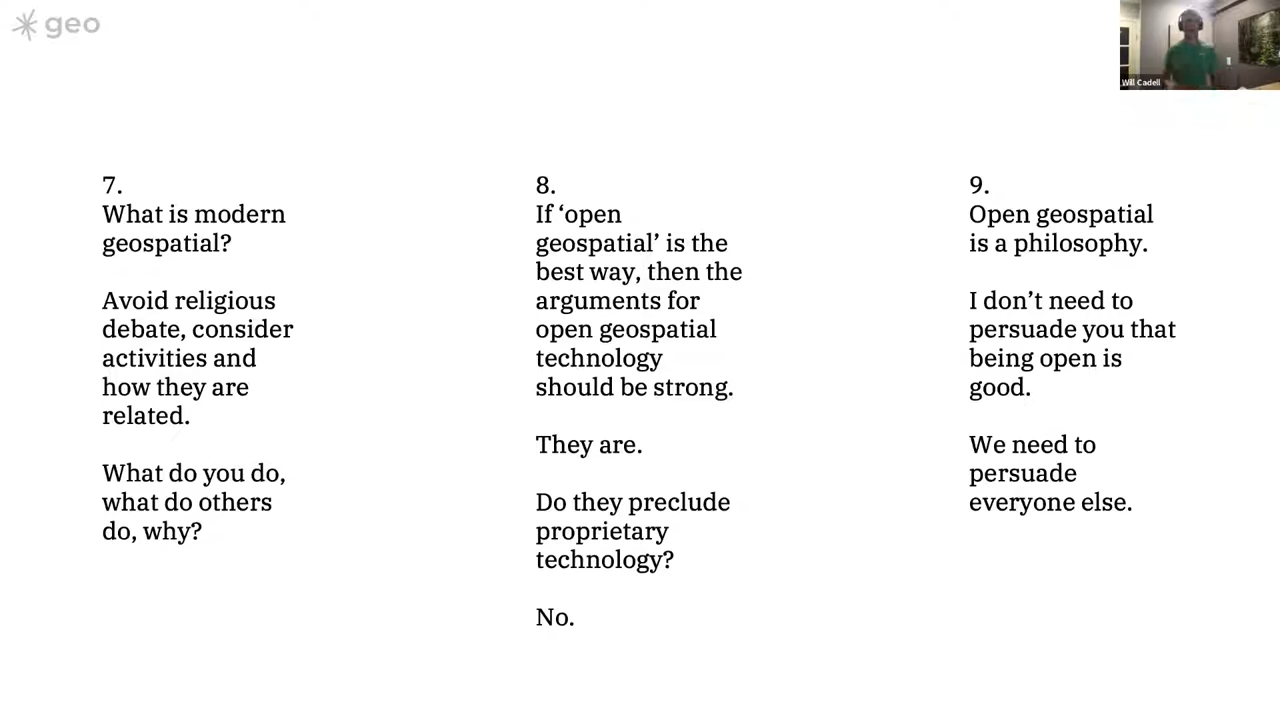 geo
Will Cadell
7.
What is modern
geospatial?
Avoid religious
debate, consider
activities and
how they are
related.
What do you do,
what do others
do, why?
8.
If ‘open
geospatial’ is the
best way, then the
arguments for
open geospatial
technology
should be strong.
They are.
Do they preclude
proprietary
technology?
No.
9.
Open geospatial
is a philosophy.
I don’t need to
persuade you that
being open is
good.
We need to
persuade
everyone else.